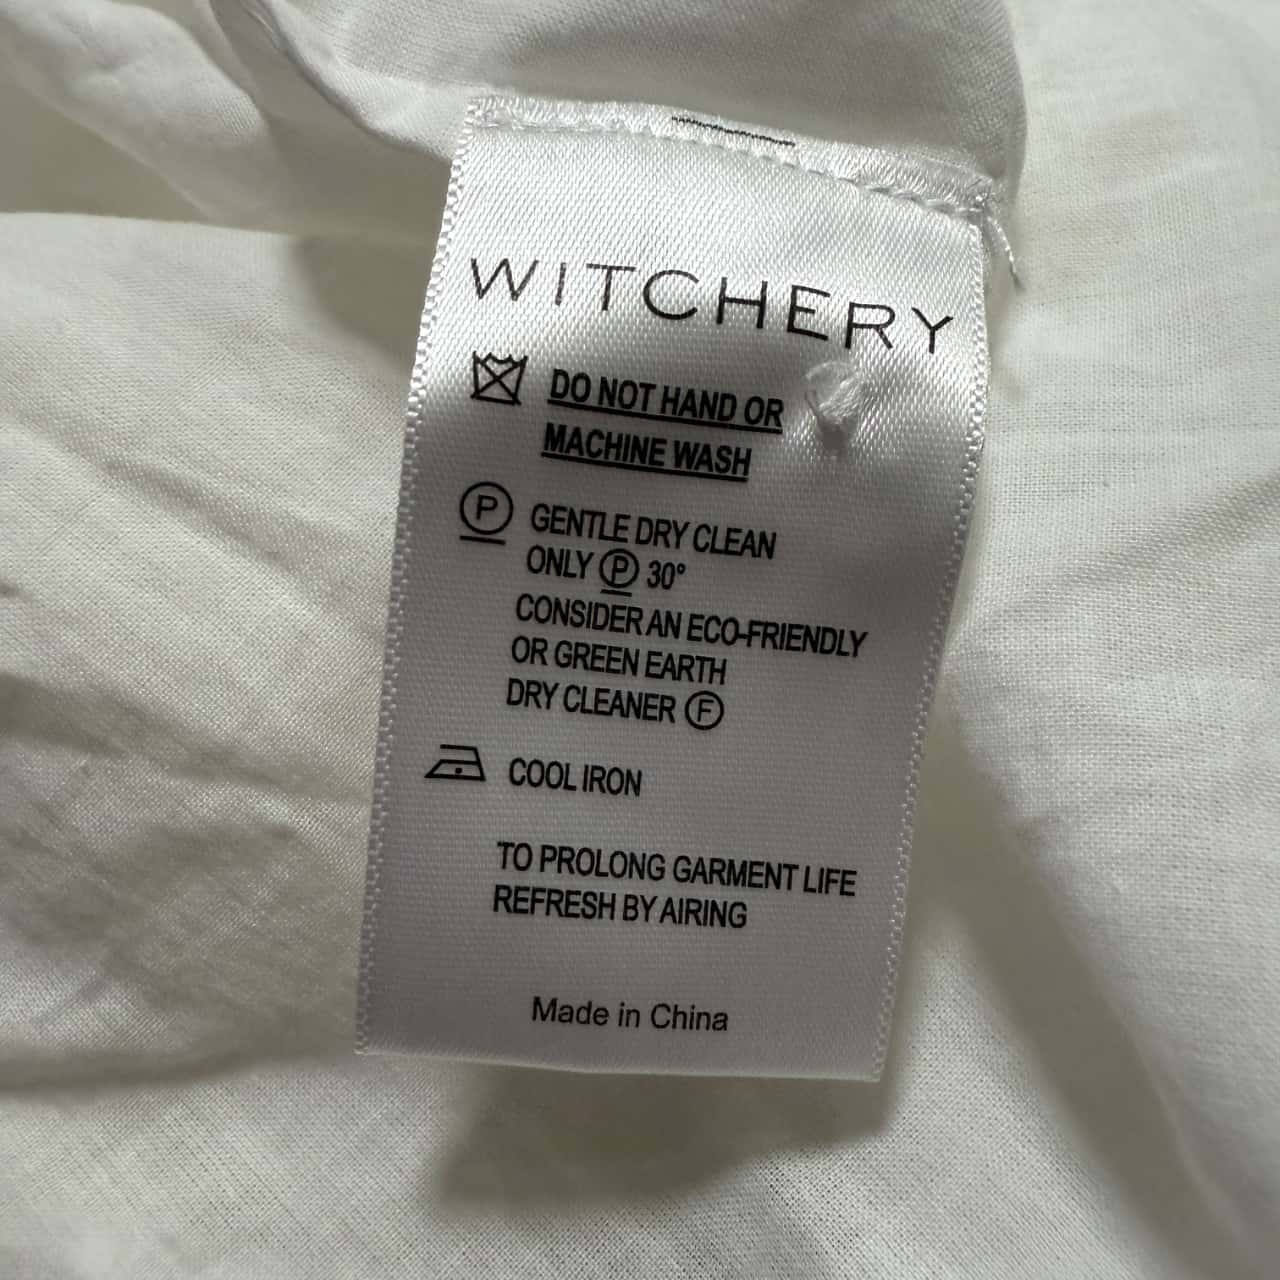 WITCHERY
DO NOT HAND OR
MACHINE WASH
P GENTLE DRY CLEAN
ONLY P 30°
CONSIDER AN ECO-FRIENDLY
OR GREEN EARTH
DRY CLEANER F
COOL IRON
TO PROLONG GARMENT LIFE
REFRESH BY AIRING
Made in China